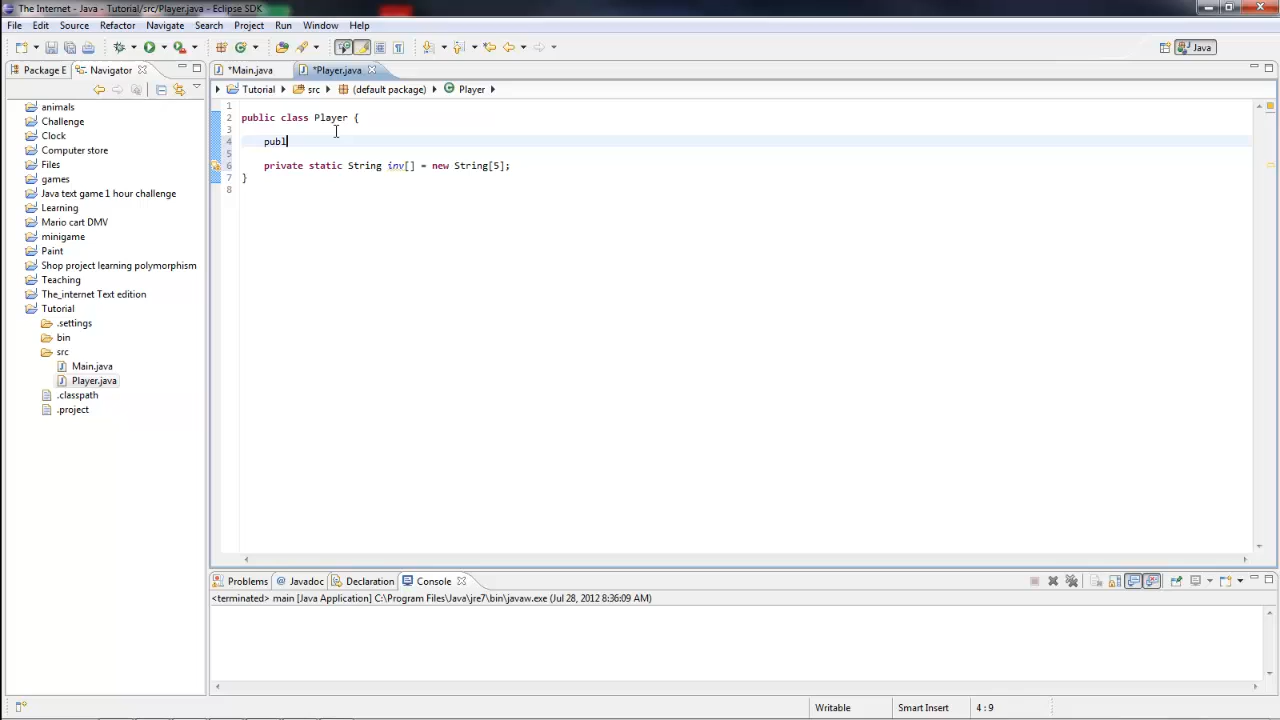 The Internet - Java - Tutorial/src/Player.java - Eclipse SDK
File Edit Source Refactor Navigate Search Project Run Window Help
Java
Package E Navigator *Main.java *Player.java
Tutorial src (default package) Player
animals
Challenge
Clock
Computer store
Files
games
Java text game 1 hour challenge
Learning
Mario cart DMV
minigame
Paint
Shop project learning polymorphism
Teaching
The_internet Text edition
Tutorial
.settings
bin
src
Main.java
Player.java
.classpath
.project
1
2 public class Player {
3
4 publ
5
6 private static String inv[] = new String[5];
7 }
8
Problems @ Javadoc Declaration Console
<terminated> main [Java Application] C:\Program Files\Java\jre7\bin\javaw.exe (Jul 28, 2012 8:36:09 AM)
Writable Smart Insert 4 : 9